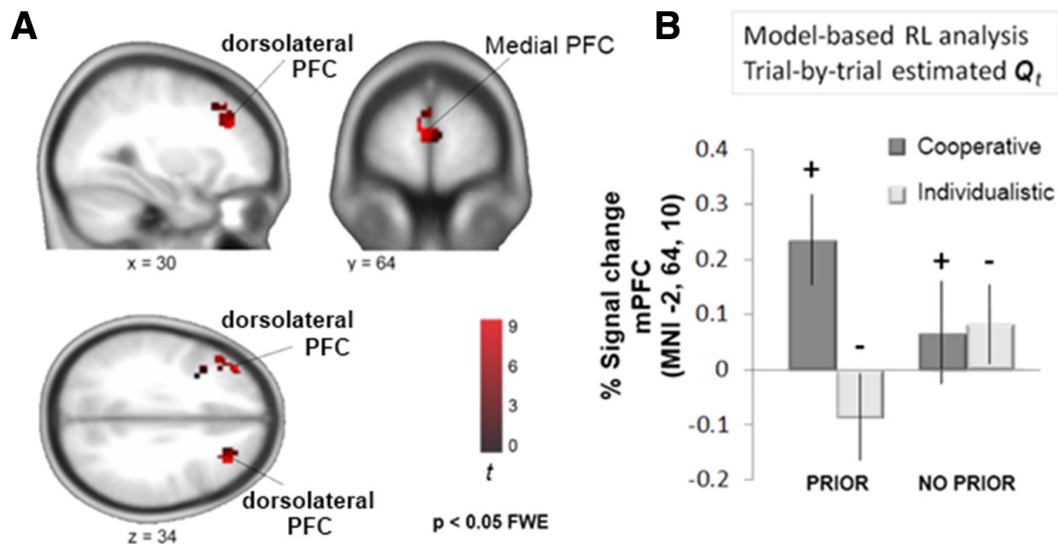 A
dorsolateral
PFC
Medial PFC
x = 30
y = 64
dorsolateral
PFC
dorsolateral
PFC
z = 34
9
6
3
0
t
p < 0.05 FWE
B
Model-based RL analysis
Trial-by-trial estimated Qt
% Signal change
mPFC
(MNI -2, 64, 10)
0.4
0.3
0.2
0.1
0
-0.1
-0.2
Cooperative
Individualistic
+
-
+
-
PRIOR
NO PRIOR